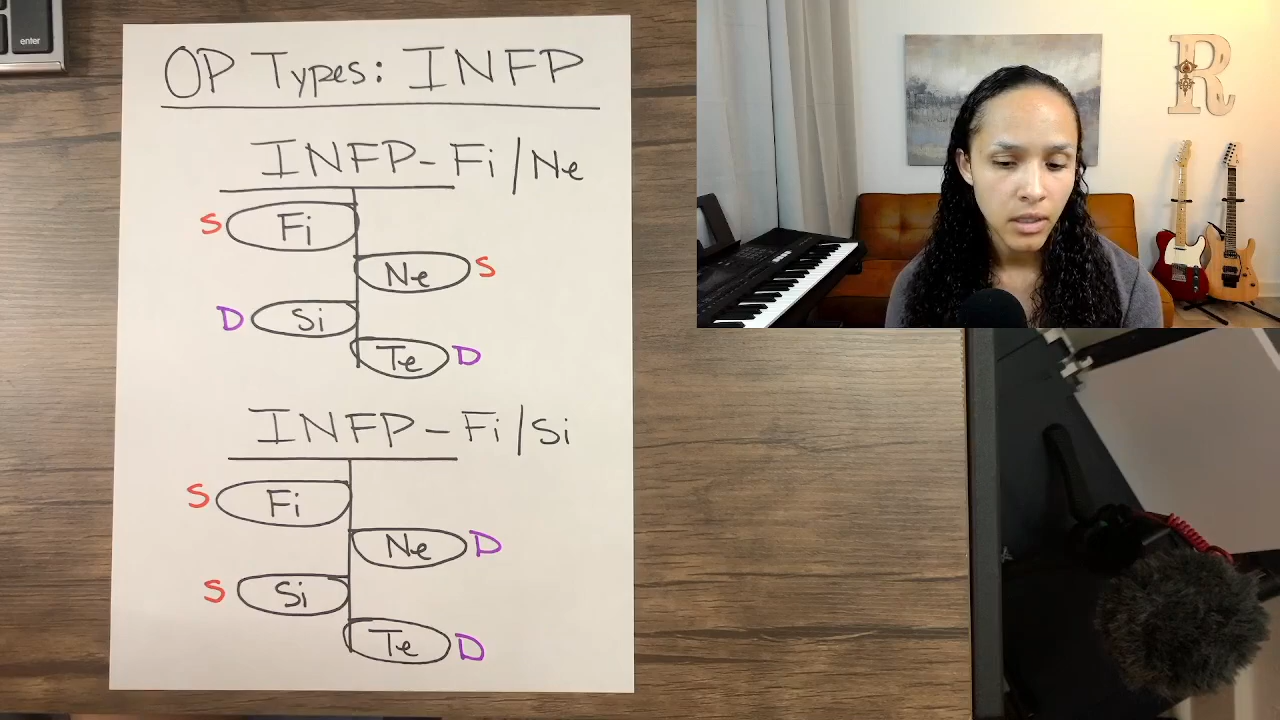 enter
OP Types: INFP
INFP-Fi/Ne
S Fi
Ne S
D Si
Te D
INFP-Fi/Si
S Fi
Ne D
S Si
Te D
R